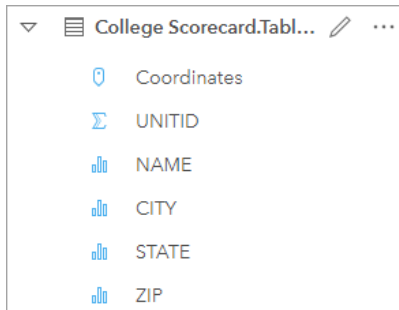 College Scorecard.Tabl...
Coordinates
UNITID
NAME
CITY
STATE
ZIP